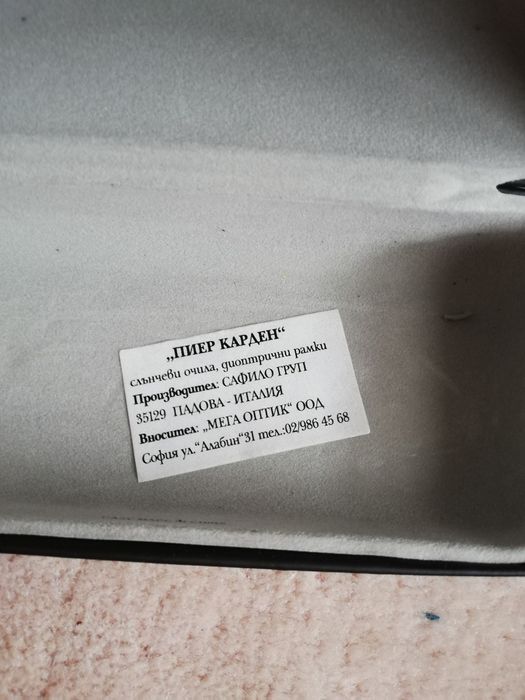 „ПИЕР КАРДЕН“
слънчеви очила, диоптрични рамки
Производител: САФИЛО ГРУП
35129 ПАДОВА - ИТАЛИЯ
Вносител: „МЕГА ОПТИК“ ООД
София ул.“Алабин“31 тел.:02/986 45 68